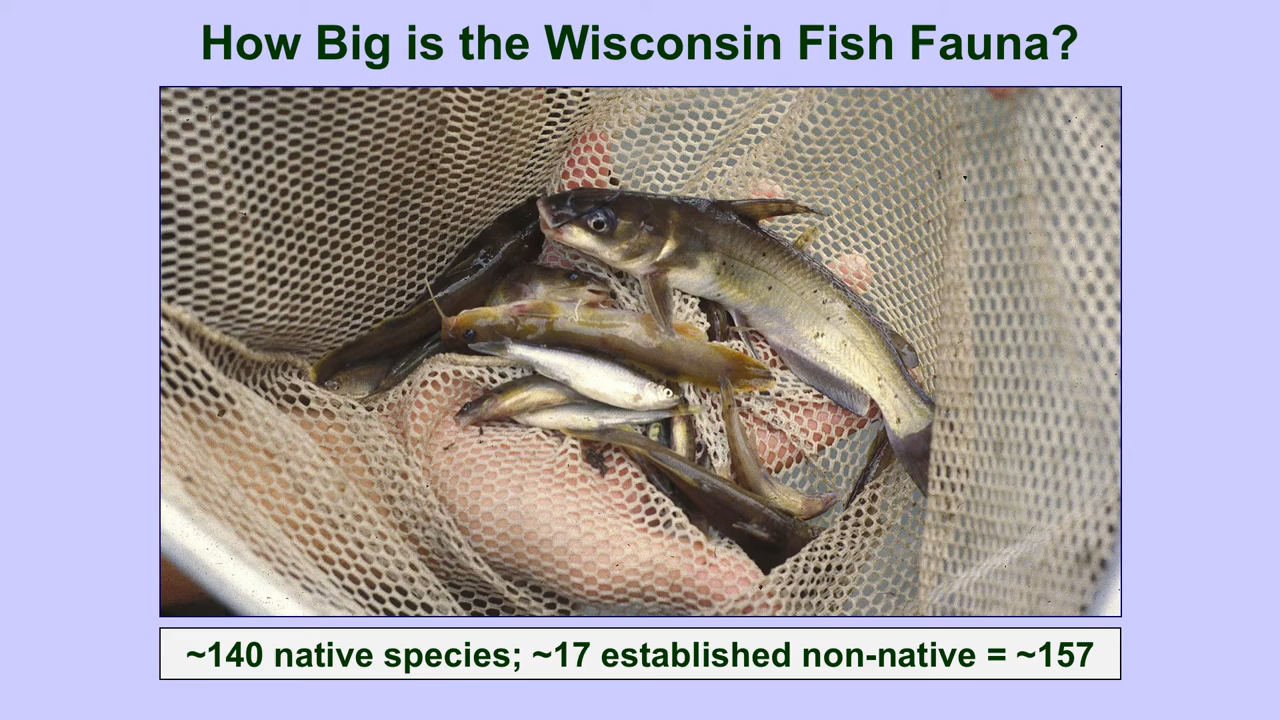 How Big is the Wisconsin Fish Fauna?
~140 native species; ~17 established non-native = ~157